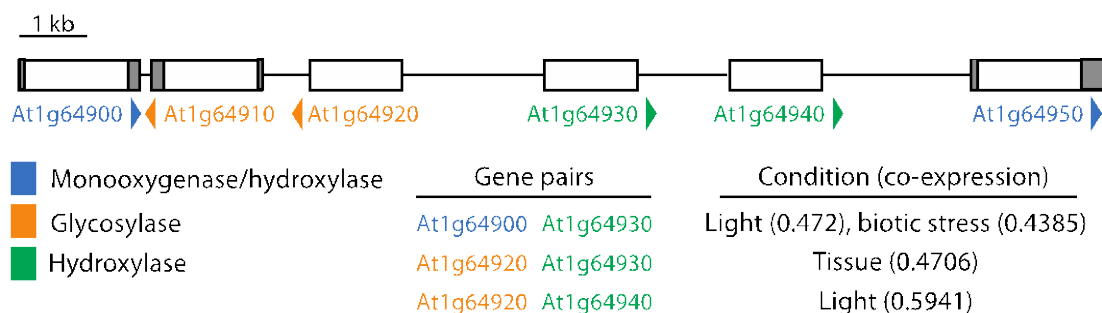 1 kb
At1g64900 At1g64910 At1g64920 At1g64930 At1g64940 At1g64950
Monooxygenase/hydroxylase
Glycosylase
Hydroxylase
Gene pairs Condition (co-expression)
At1g64900 At1g64930 Light (0.472), biotic stress (0.4385)
At1g64920 At1g64930 Tissue (0.4706)
At1g64920 At1g64940 Light (0.5941)